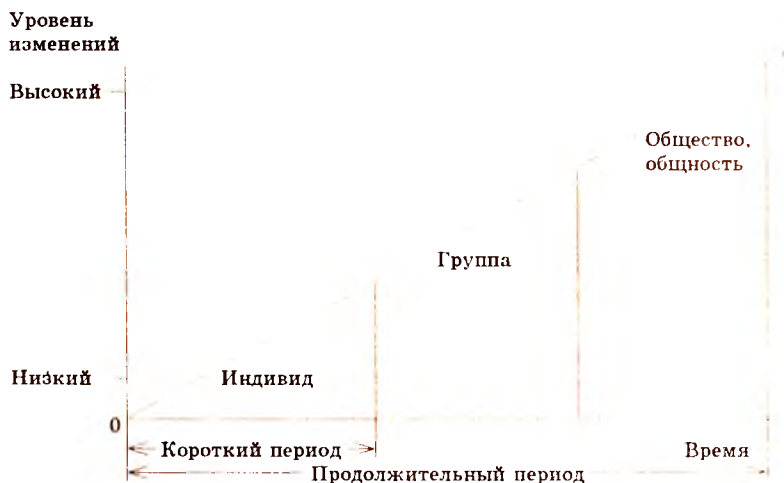 Уровень
изменений
Высокий
Общество,
общность
Группа
Низкий
Индивид
0
Короткий период
Время
Продолжительный период